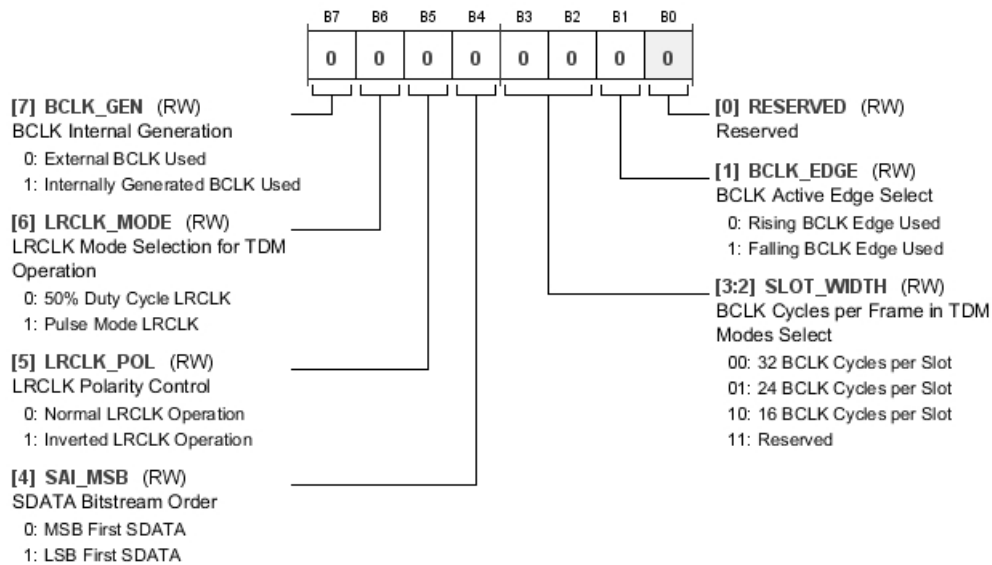 B7 B6 B5 B4 B3 B2 B1 B0
0 0 0 0 0 0 0 0
[7] BCLK_GEN (RW)
BCLK Internal Generation
0: External BCLK Used
1: Internally Generated BCLK Used
[6] LRCLK_MODE (RW)
LRCLK Mode Selection for TDM
Operation
0: 50% Duty Cycle LRCLK
1: Pulse Mode LRCLK
[5] LRCLK_POL (RW)
LRCLK Polarity Control
0: Normal LRCLK Operation
1: Inverted LRCLK Operation
[4] SAI_MSB (RW)
SDATA Bitstream Order
0: MSB First SDATA
1: LSB First SDATA
[0] RESERVED (RW)
Reserved
[1] BCLK_EDGE (RW)
BCLK Active Edge Select
0: Rising BCLK Edge Used
1: Falling BCLK Edge Used
[3:2] SLOT_WIDTH (RW)
BCLK Cycles per Frame in TDM
Modes Select
00: 32 BCLK Cycles per Slot
01: 24 BCLK Cycles per Slot
10: 16 BCLK Cycles per Slot
11: Reserved